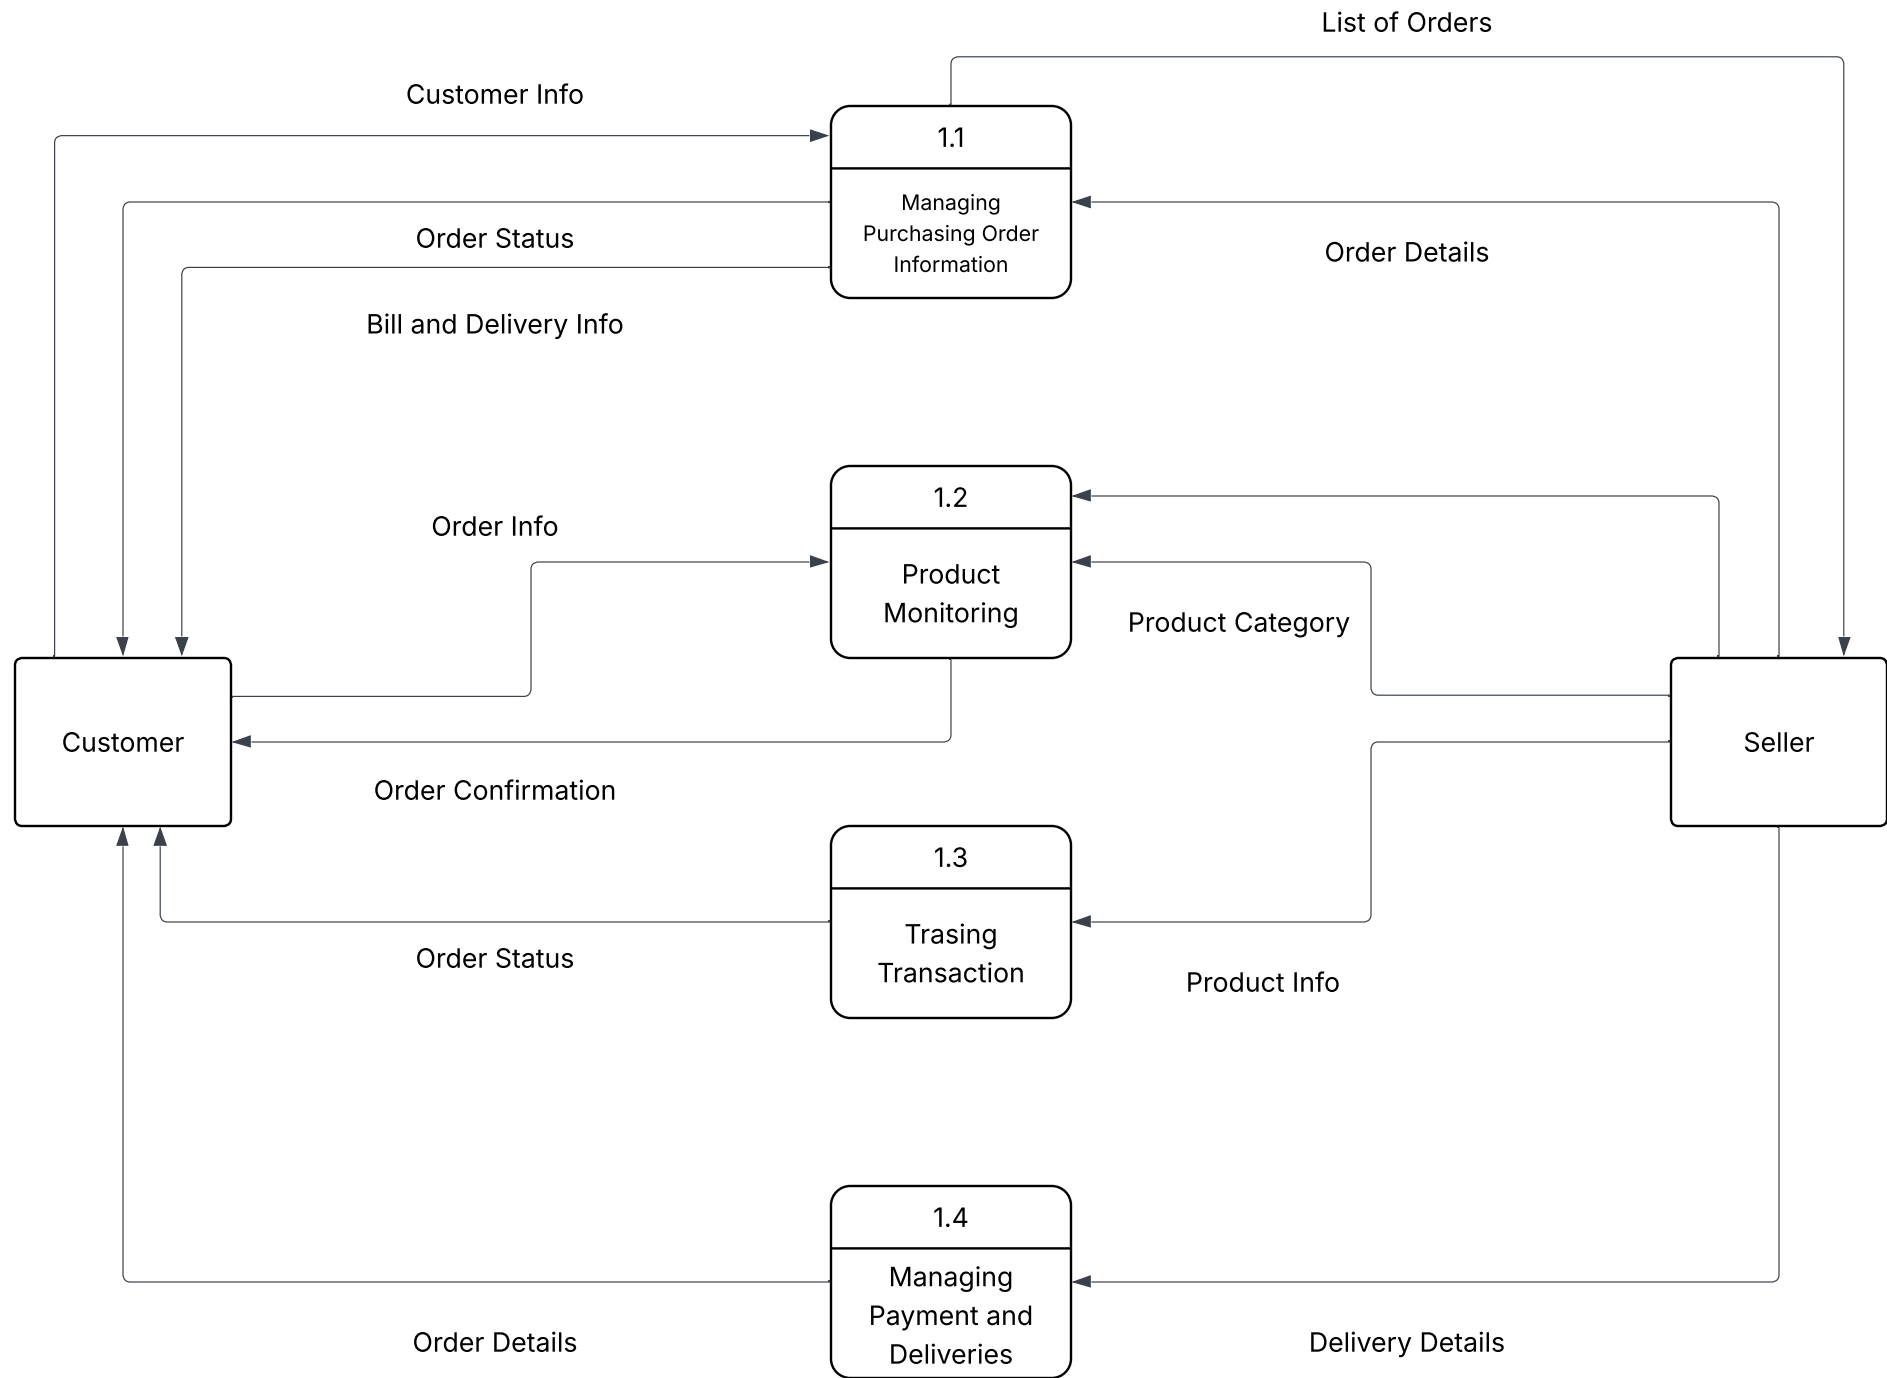 List of Orders
Customer Info
1.1
Managing
Purchasing Order
Information
Order Status
Order Details
Bill and Delivery Info
1.2
Product
Monitoring
Order Info
Product Category
Customer
Seller
Order Confirmation
1.3
Trasing
Transaction
Order Status
Product Info
1.4
Managing
Payment and
Deliveries
Order Details
Delivery Details